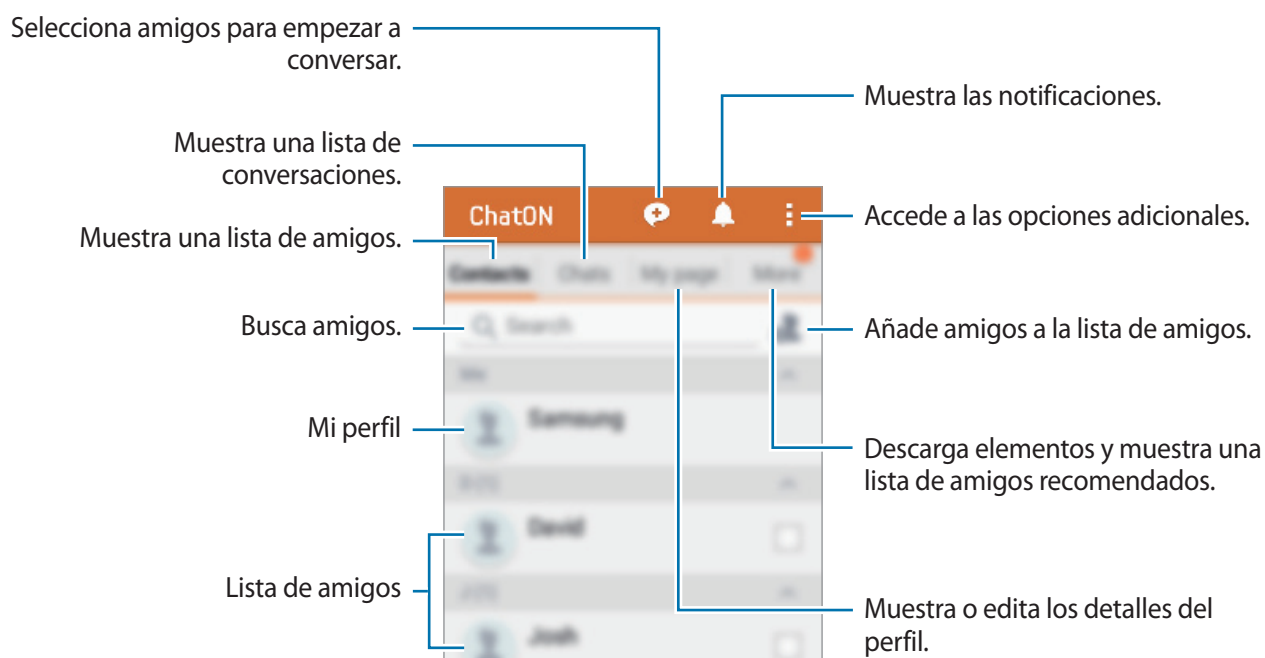 Selecciona amigos para empezar a
conversar.
Muestra las notificaciones.
Muestra una lista de
conversaciones.
ChatON
Accede a las opciones adicionales.
Muestra una lista de amigos.
Contacts Chats My page More
Busca amigos.
Search
Añade amigos a la lista de amigos.
Me
Mi perfil
Samsung
Descarga elementos y muestra una
lista de amigos recomendados.
David
Lista de amigos
Muestra o edita los detalles del
perfil.
Josh